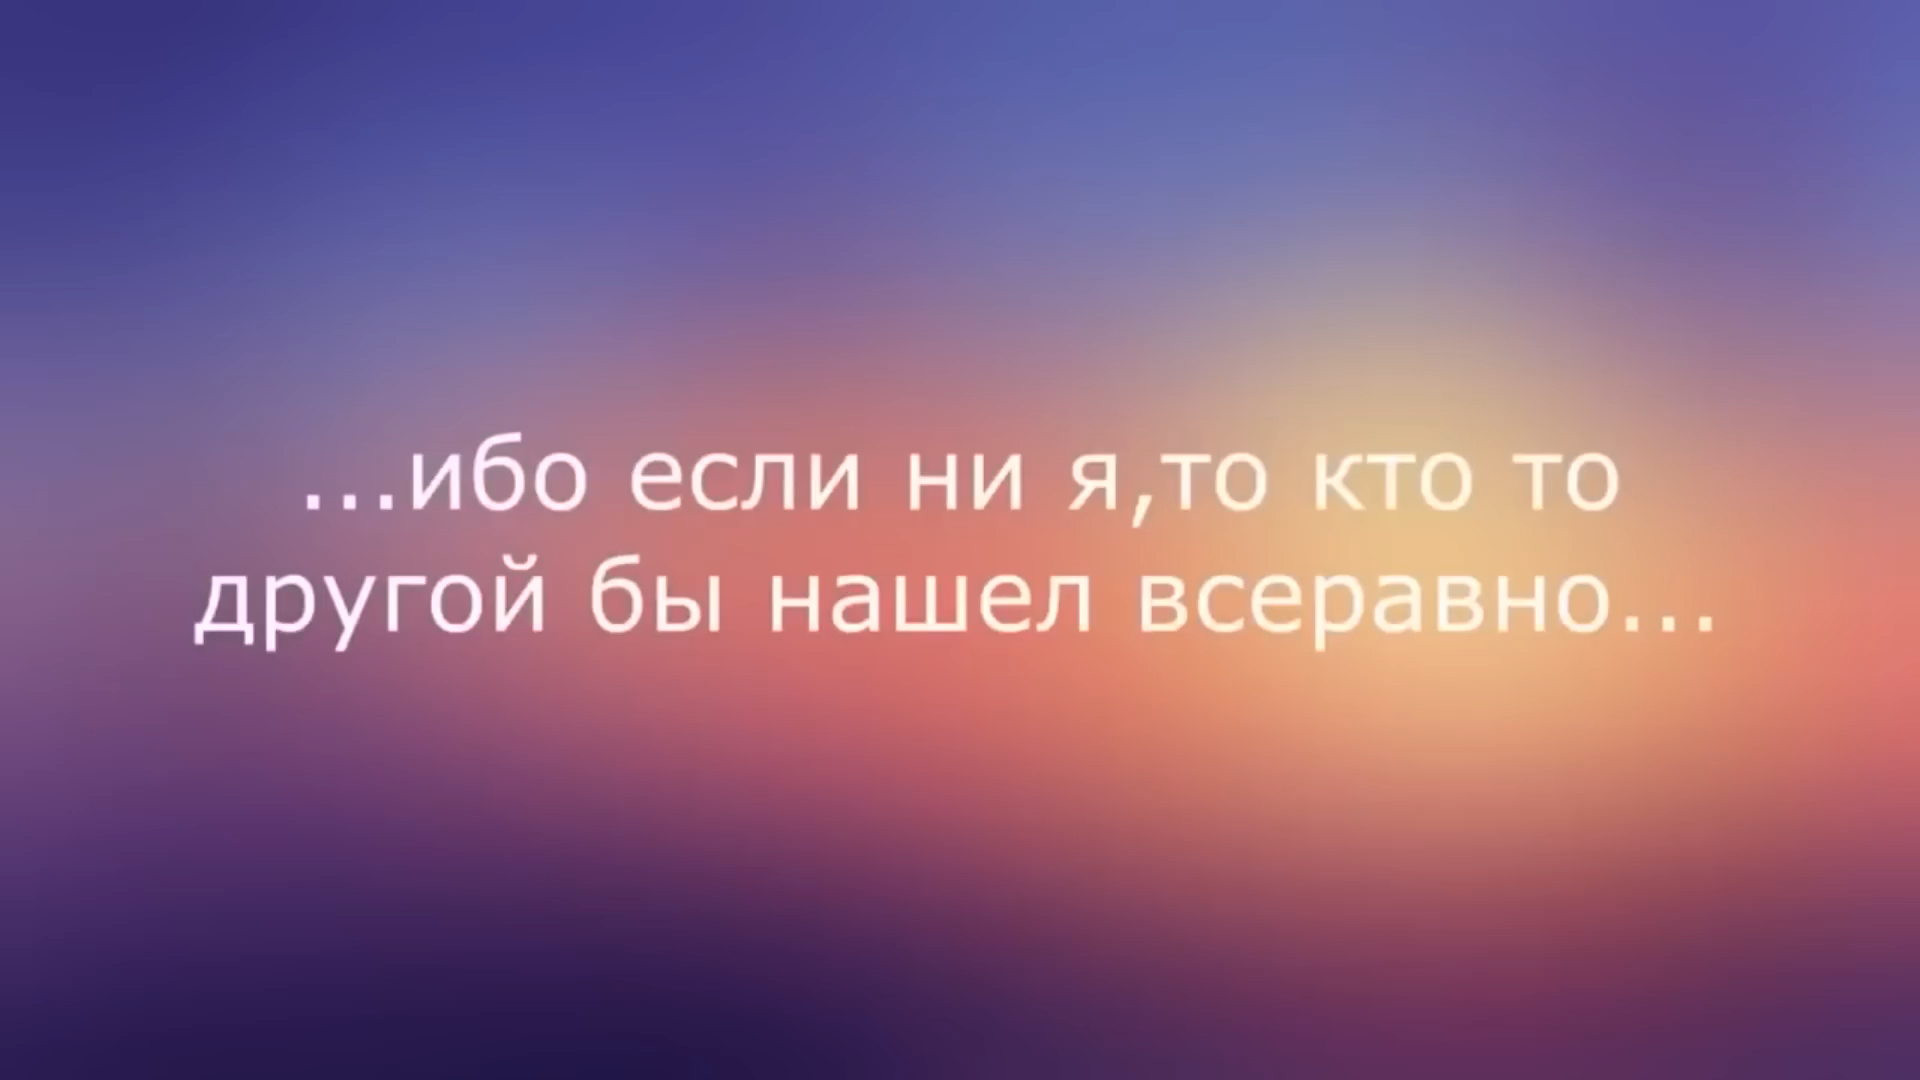 ...ибо если ни я,то кто то
другой бы нашел всеравно...